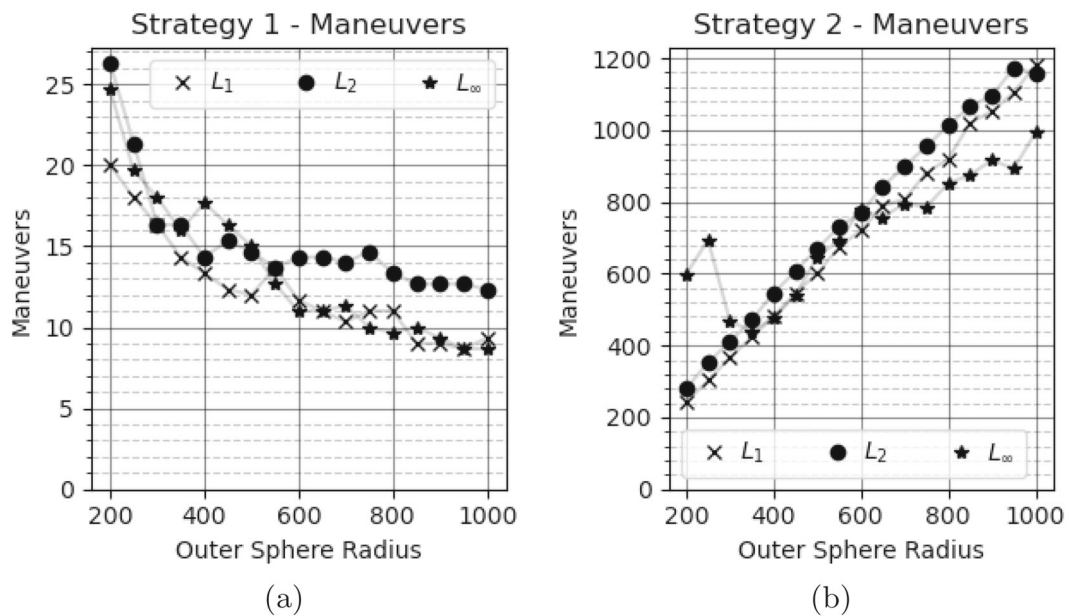 Strategy 1 - Maneuvers
25
20
15
10
5
0
Maneuvers
L₁ L₂ L∞
200 400 600 800 1000
Outer Sphere Radius
(a)
Strategy 2 - Maneuvers
1200
1000
800
600
400
200
0
Maneuvers
L₁ L₂ L∞
200 400 600 800 1000
Outer Sphere Radius
(b)